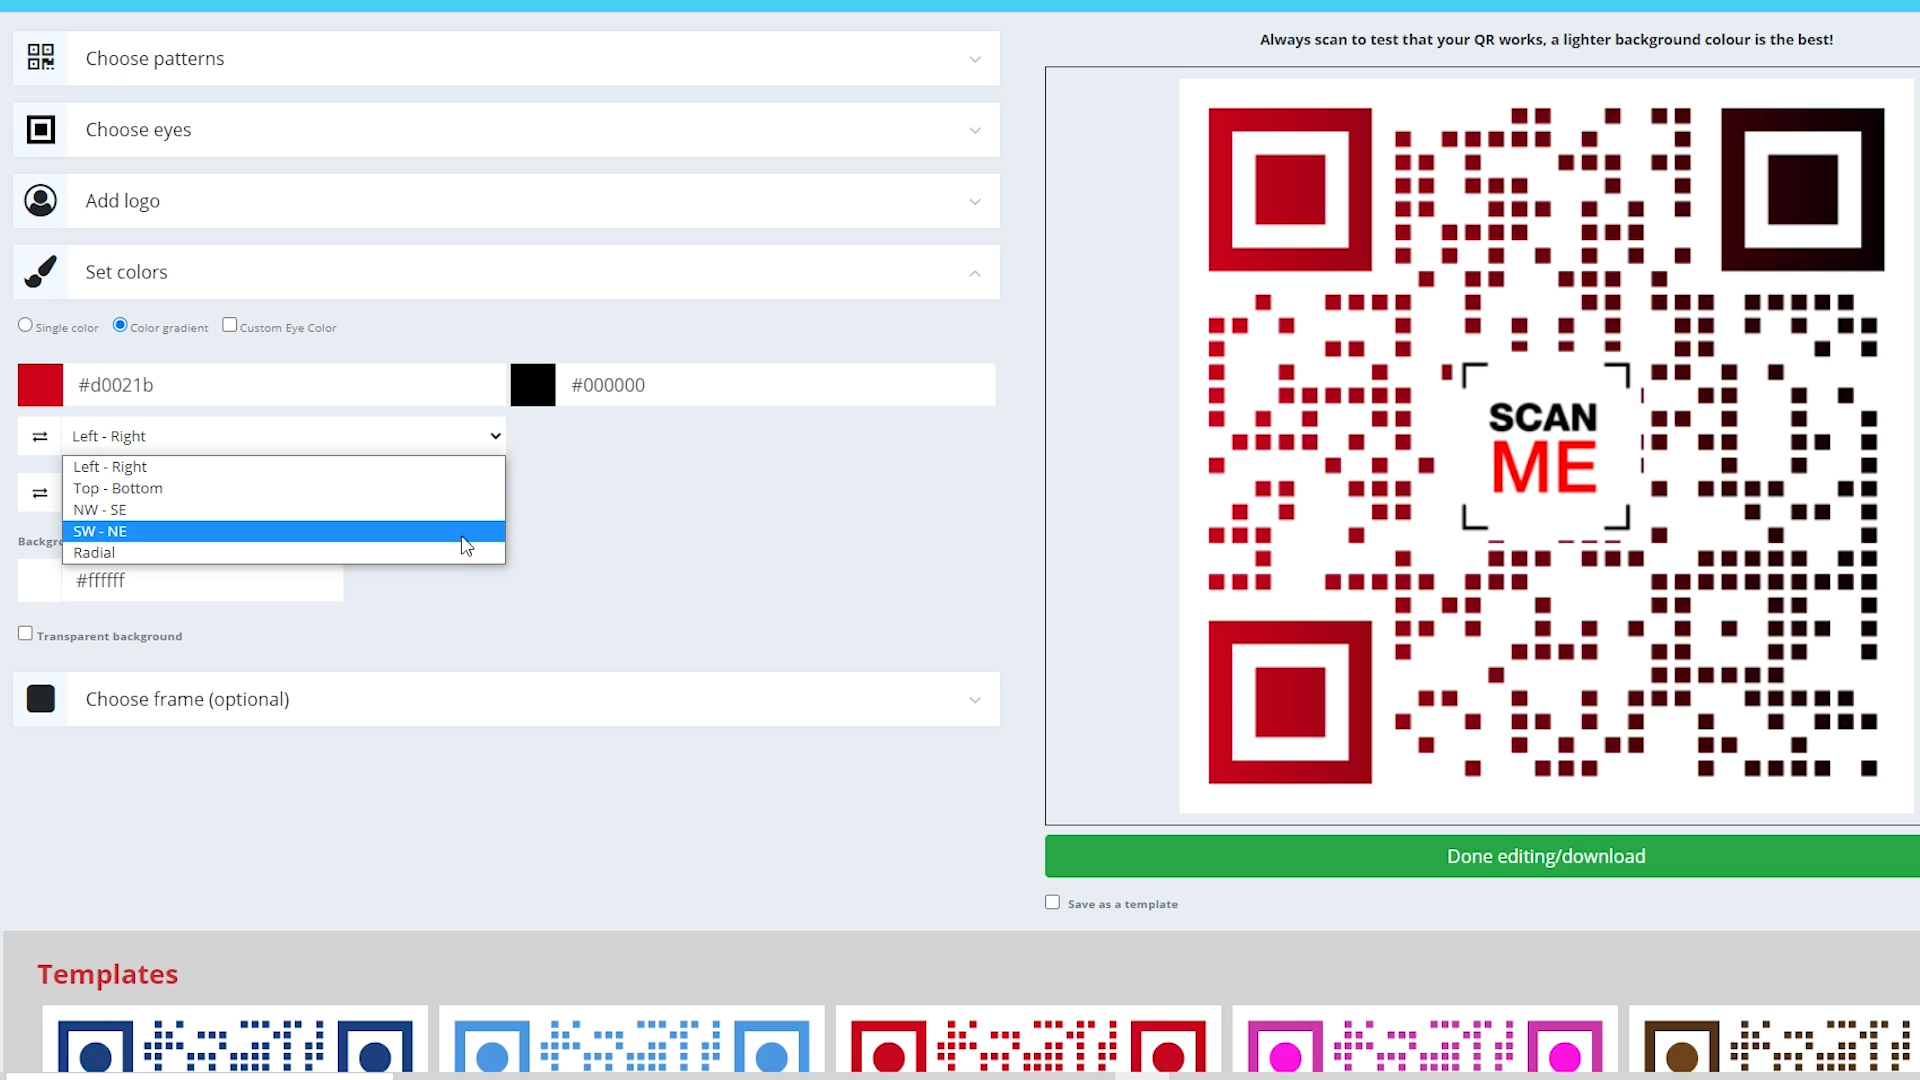 Choose patterns
Choose eyes
Add logo
Set colors
Single color
Color gradient
Custom Eye Color
#d0021b
#000000
Left - Right
Left - Right
Top - Bottom
NW - SE
SW - NE
Radial
Backgr
#ffffff
Transparent background
Choose frame (optional)
Always scan to test that your QR works, a lighter background colour is the best!
SCAN
ME
Done editing/download
Save as a template
Templates